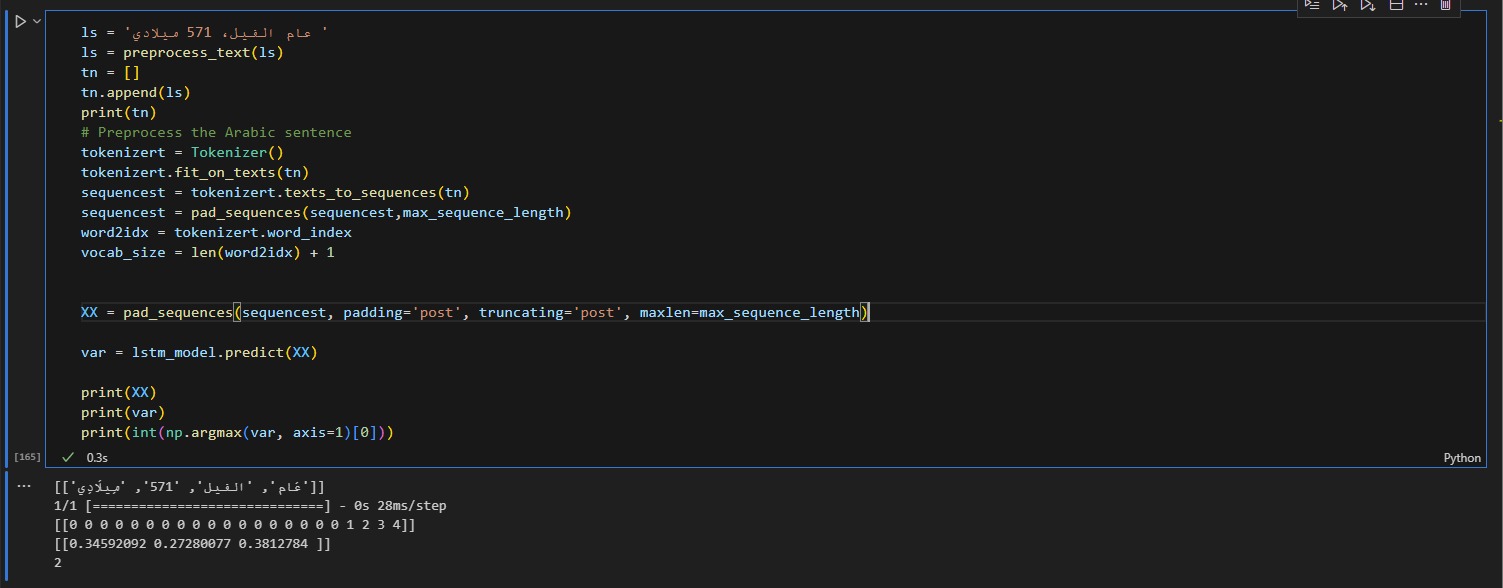 ls = 'عام الفيل، 571 ميلادي '
ls = preprocess_text(ls)
tn = []
tn.append(ls)
print(tn)
# Preprocess the Arabic sentence
tokenizert = Tokenizer()
tokenizert.fit_on_texts(tn)
sequencest = tokenizert.texts_to_sequences(tn)
sequencest = pad_sequences(sequencest,max_sequence_length)
word2idx = tokenizert.word_index
vocab_size = len(word2idx) + 1
XX = pad_sequences(sequencest, padding='post', truncating='post', maxlen=max_sequence_length)
var = lstm_model.predict(XX)
print(XX)
print(var)
print(int(np.argmax(var, axis=1)[0]))
[165] 0.3s Python
[['عَام', 'الفيل', '571', 'مِيلَادِي']]
1/1 [==============================] - 0s 28ms/step
[[0 0 0 0 0 0 0 0 0 0 0 0 0 0 0 0 0 0 1 2 3 4]]
[[0.34592092 0.27280077 0.3812784 ]]
2